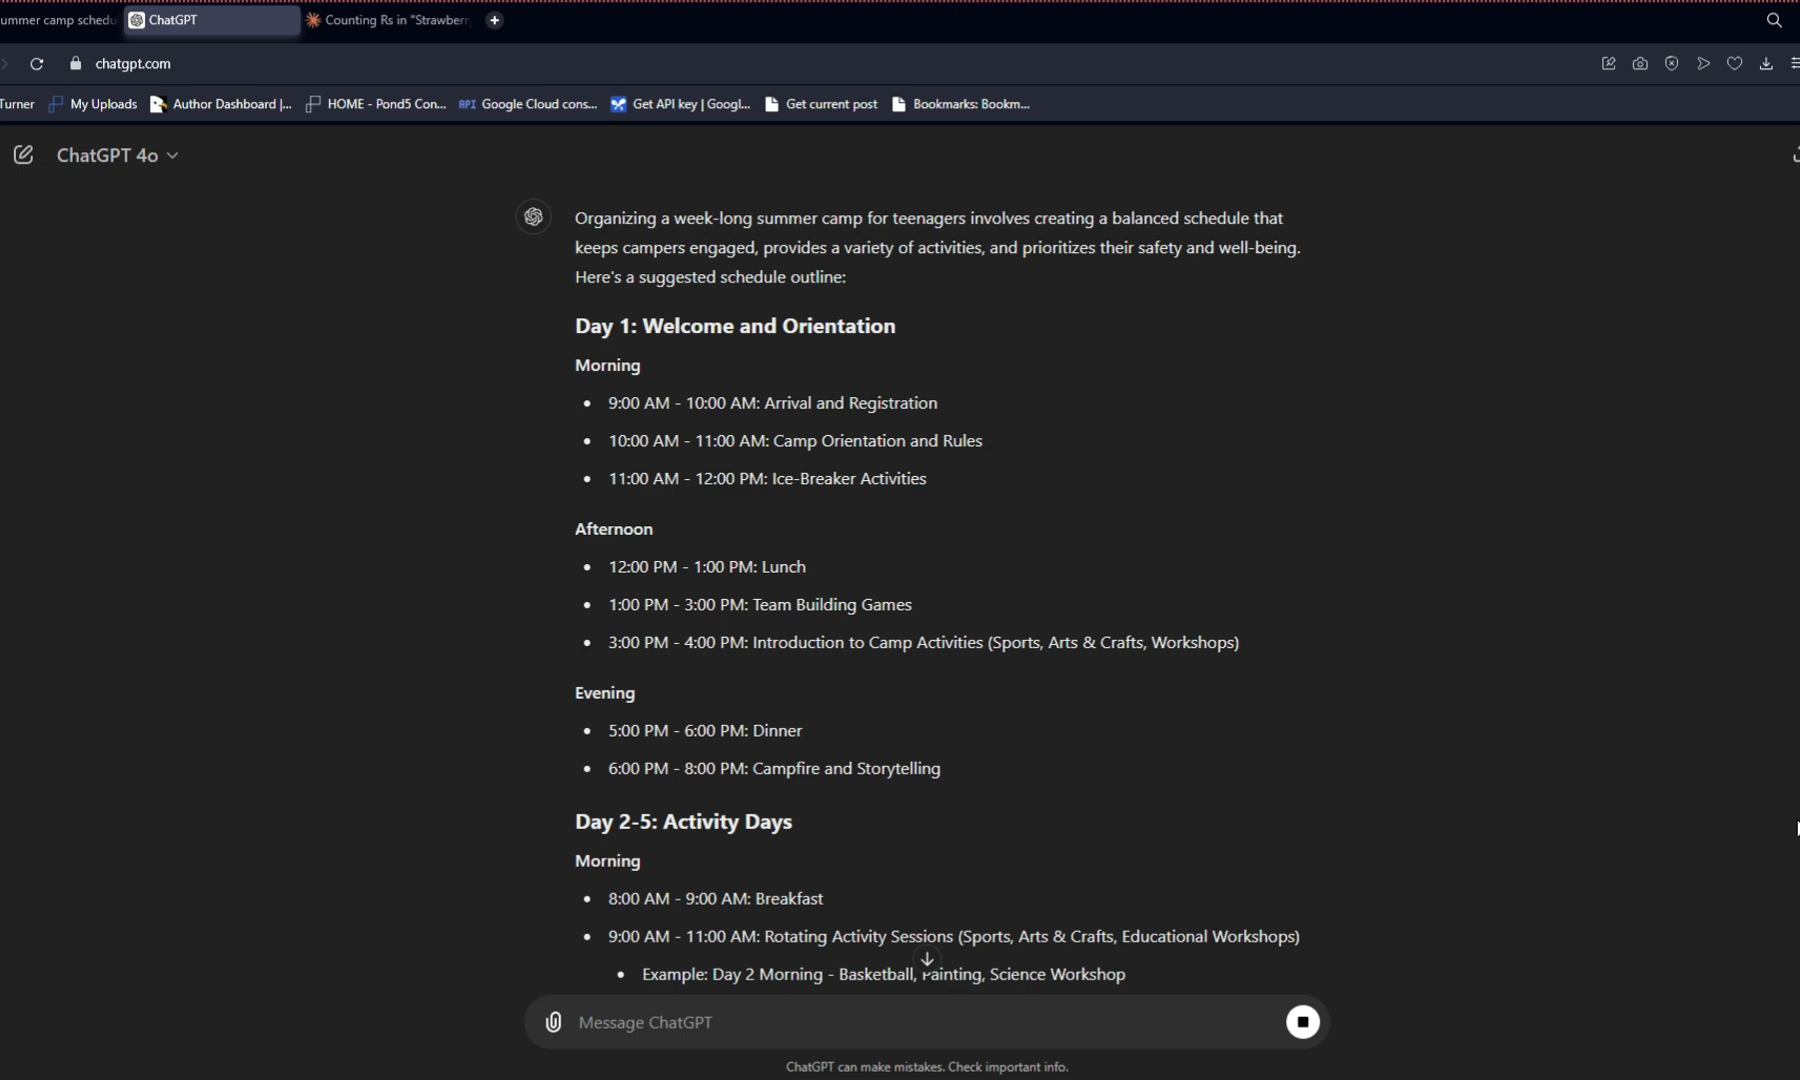 ummer camp schedu
ChatGPT
Counting Rs in "Strawberr
chatgpt.com
Turner
My Uploads
Author Dashboard |...
HOME - Pond5 Con...
API Google Cloud cons...
Get API key | Googl...
Get current post
Bookmarks: Bookm...
ChatGPT 4o
Organizing a week-long summer camp for teenagers involves creating a balanced schedule that
keeps campers engaged, provides a variety of activities, and prioritizes their safety and well-being.
Here's a suggested schedule outline:
Day 1: Welcome and Orientation
Morning
• 9:00 AM - 10:00 AM: Arrival and Registration
• 10:00 AM - 11:00 AM: Camp Orientation and Rules
• 11:00 AM - 12:00 PM: Ice-Breaker Activities
Afternoon
• 12:00 PM - 1:00 PM: Lunch
• 1:00 PM - 3:00 PM: Team Building Games
• 3:00 PM - 4:00 PM: Introduction to Camp Activities (Sports, Arts & Crafts, Workshops)
Evening
• 5:00 PM - 6:00 PM: Dinner
• 6:00 PM - 8:00 PM: Campfire and Storytelling
Day 2-5: Activity Days
Morning
• 8:00 AM - 9:00 AM: Breakfast
• 9:00 AM - 11:00 AM: Rotating Activity Sessions (Sports, Arts & Crafts, Educational Workshops)
• Example: Day 2 Morning - Basketball, Painting, Science Workshop
Message ChatGPT
ChatGPT can make mistakes. Check important info.